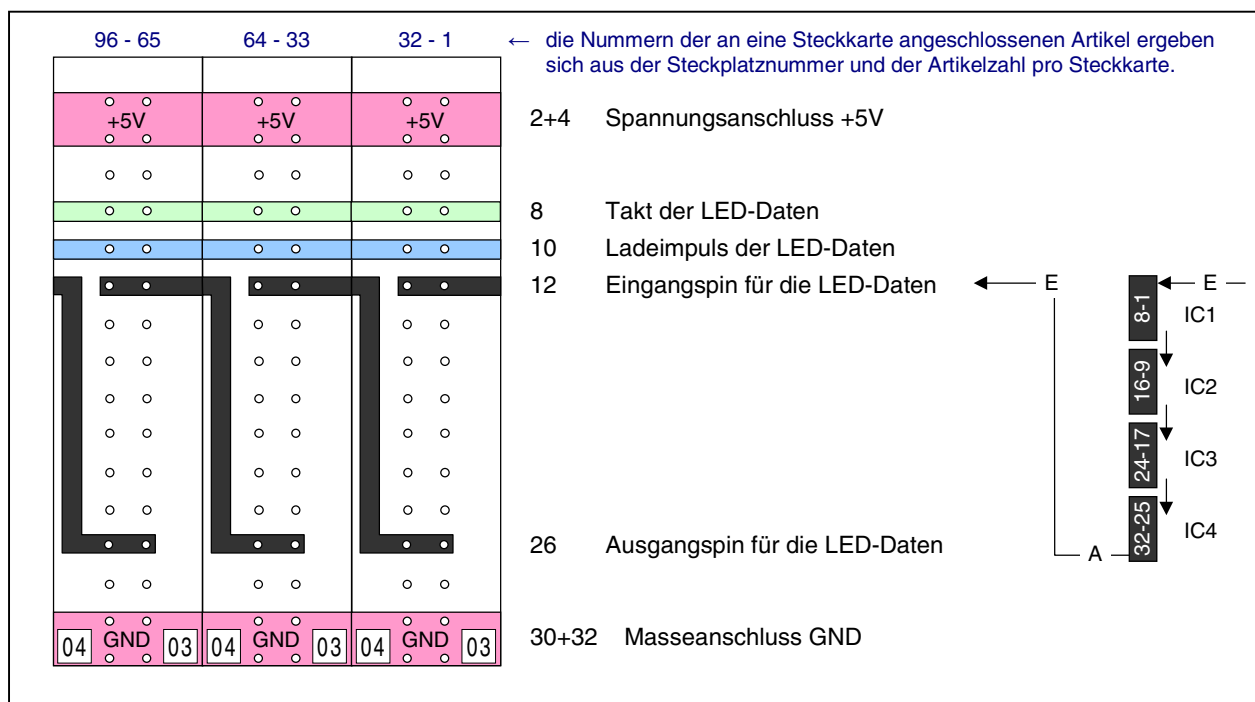 96 - 65 64 - 33 32 - 1 ← die Nummern der an eine Steckkarte angeschlossenen Artikel ergeben
sich aus der Steckplatznummer und der Artikelzahl pro Steckkarte.
+5V +5V +5V 2+4 Spannungsanschluss +5V
8 Takt der LED-Daten
10 Ladeimpuls der LED-Daten
12 Eingangspin für die LED-Daten E E
8-1 IC1
16-9 IC2
24-17 IC3
32-25 IC4
26 Ausgangspin für die LED-Daten A
04 GND 03 04 GND 03 04 GND 03 30+32 Masseanschluss GND